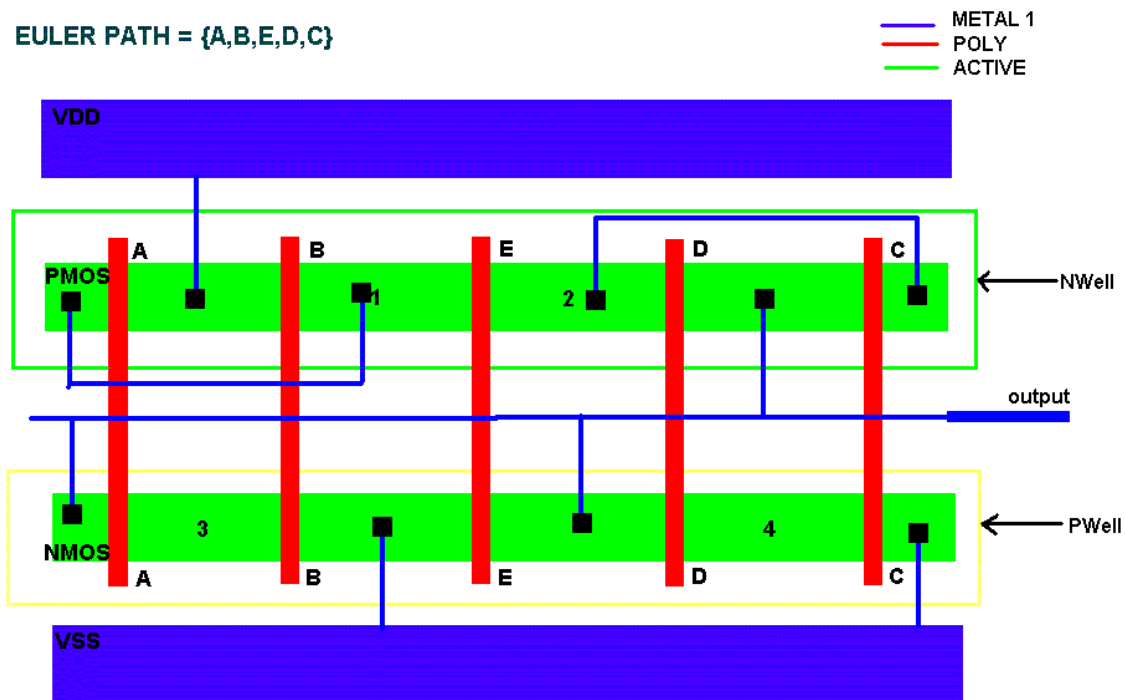 METAL 1
EULER PATH = {A,B,E,D,C}
POLY
ACTIVE
VDD
A B E D C
PMOS 1 2
NWell
output
3 4
PWell
NMOS
A B E D C
VSS